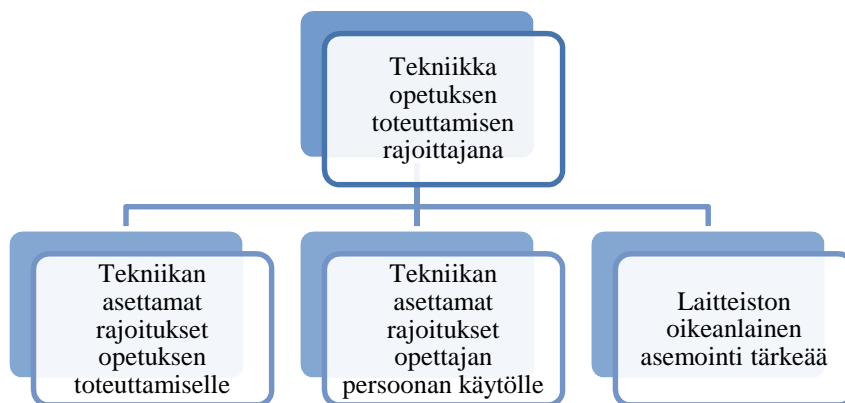 Tekniikka
opetuksen
toteuttamisen
rajoittajana
Tekniikan
asettamat
rajoitukset
opetuksen
toteuttamiselle
Tekniikan
asettamat
rajoitukset
opettajan
persoonan käytölle
Laitteiston
oikeanlainen
asemointi tärkeää